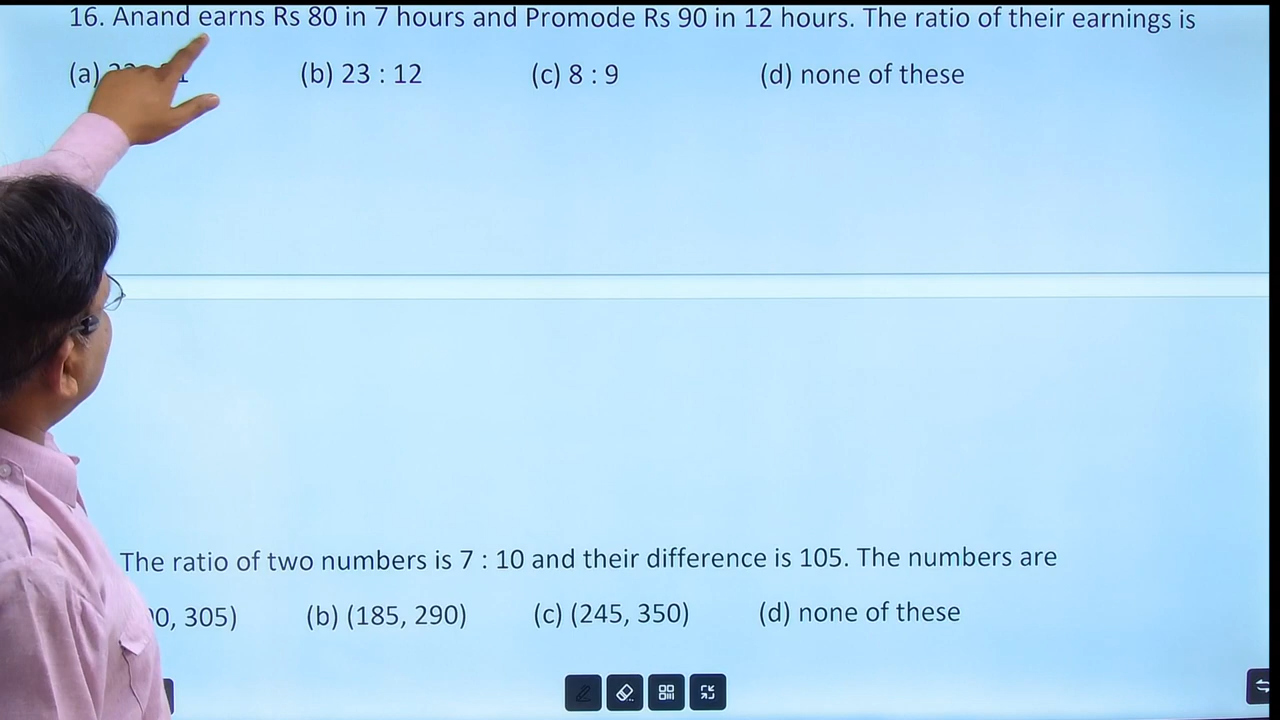 16. Anand earns Rs 80 in 7 hours and Promode Rs 90 in 12 hours. The ratio of their earnings is
(a) (b) 23 : 12 (c) 8 : 9 (d) none of these
The ratio of two numbers is 7 : 10 and their difference is 105. The numbers are
305) (b) (185, 290) (c) (245, 350) (d) none of these